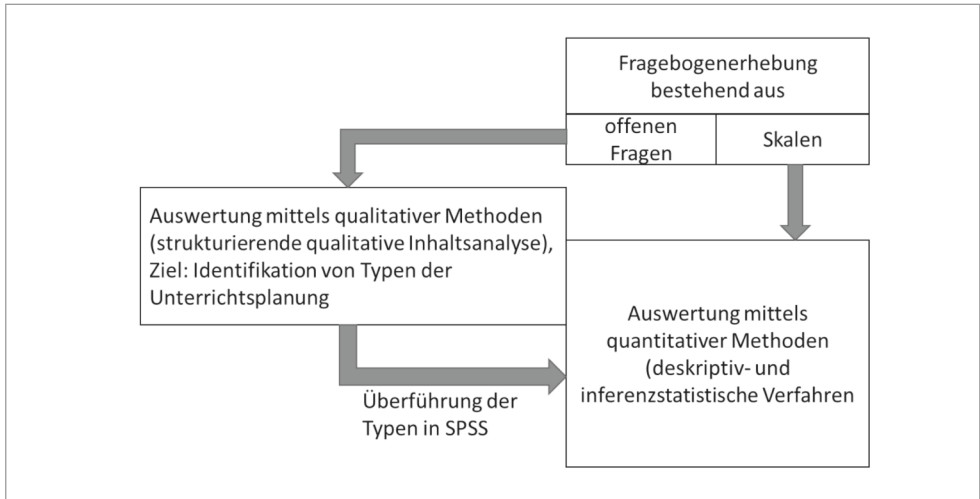 Fragebogenerhebung
bestehend aus
offenen
Fragen
Skalen
Auswertung mittels qualitativer Methoden
(strukturierende qualitative Inhaltsanalyse),
Ziel: Identifikation von Typen der
Unterrichtsplanung
Auswertung mittels
quantitativer Methoden
(deskriptiv- und
inferenzstatistische Verfahren
Überführung der
Typen in SPSS